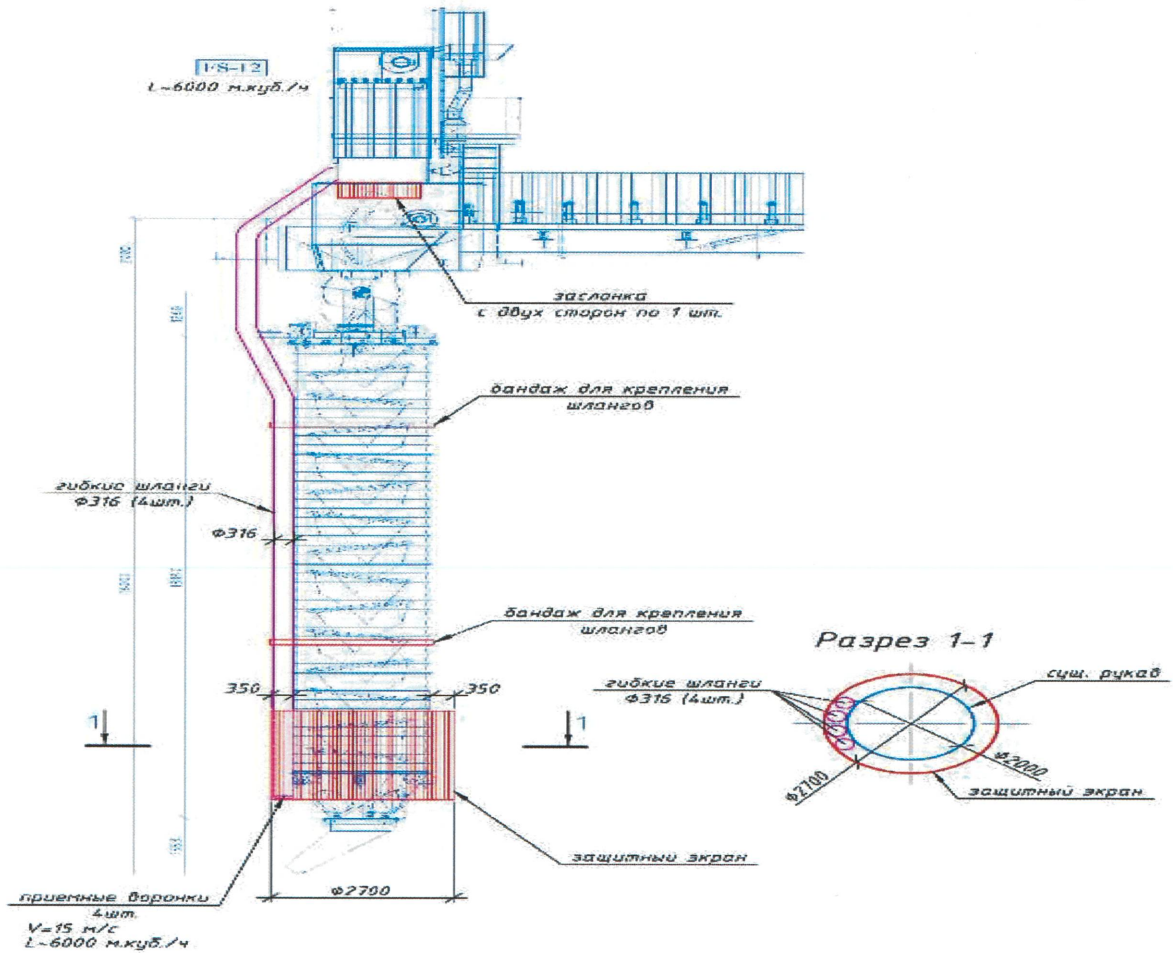 FS-12
L~6000 м.куб./ч
заслонка
с двух сторон по 1 шт.
бандаж для крепления
шлангов
гибкие шланги
Ф316 (4шт.)
Ф316
бандаж для крепления
шлангов
350
350
1
1
защитный экран
Ф2700
приемные воронки
4шт.
V=15 м/с
L~6000 м.куб./ч
Разрез 1-1
гибкие шланги
Ф316 (4шт.)
сущ. рукав
Ф2000
Ф2700
защитный экран